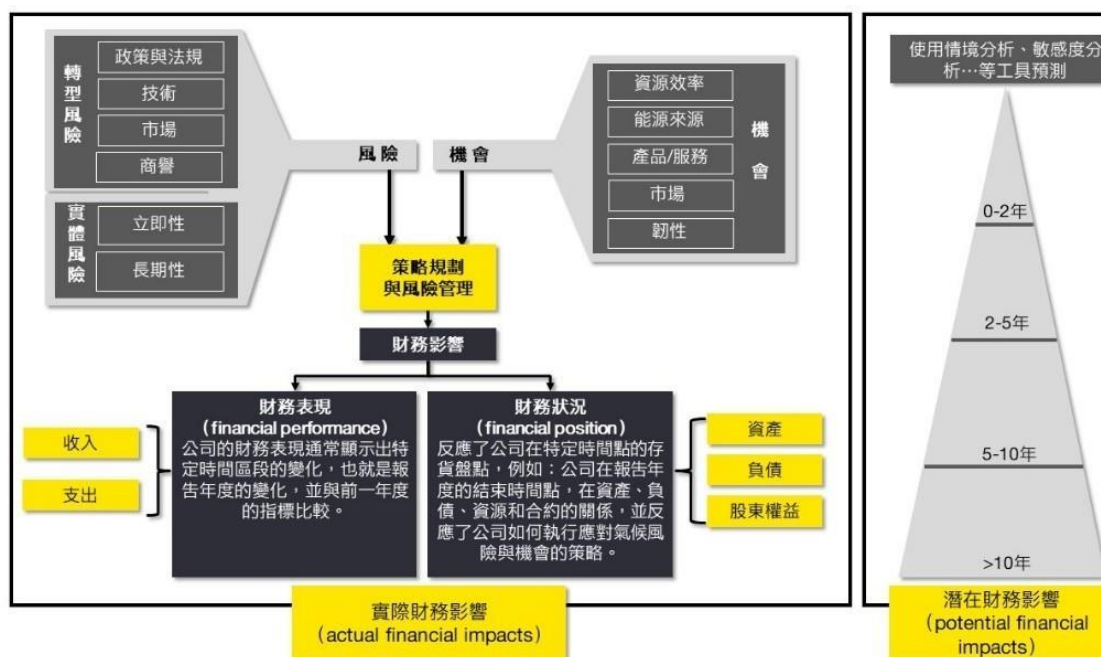 轉型風險
政策與法規
技術
市場
商譽
實體風險
立即性
長期性
風險
機會
資源效率
能源來源
產品/服務
市場
韌性
機會
策略規劃
與風險管理
財務影響
財務表現
(financial performance)
公司的財務表現通常顯示出特
定時間區段的變化，也就是報
告年度的變化，並與前一年度
的指標比較。
收入
支出
財務狀況
(financial position)
反應了公司在特定時間點的存
貨盤點，例如：公司在報告年
度的結束時間點，在資產、負
債、資源和合約的關係，並反
應了公司如何執行應對氣候風
險與機會的策略。
資產
負債
股東權益
實際財務影響
(actual financial impacts)
使用情境分析、敏感度分
析…等工具預測
0-2年
2-5年
5-10年
>10年
潛在財務影響
(potential financial
impacts)